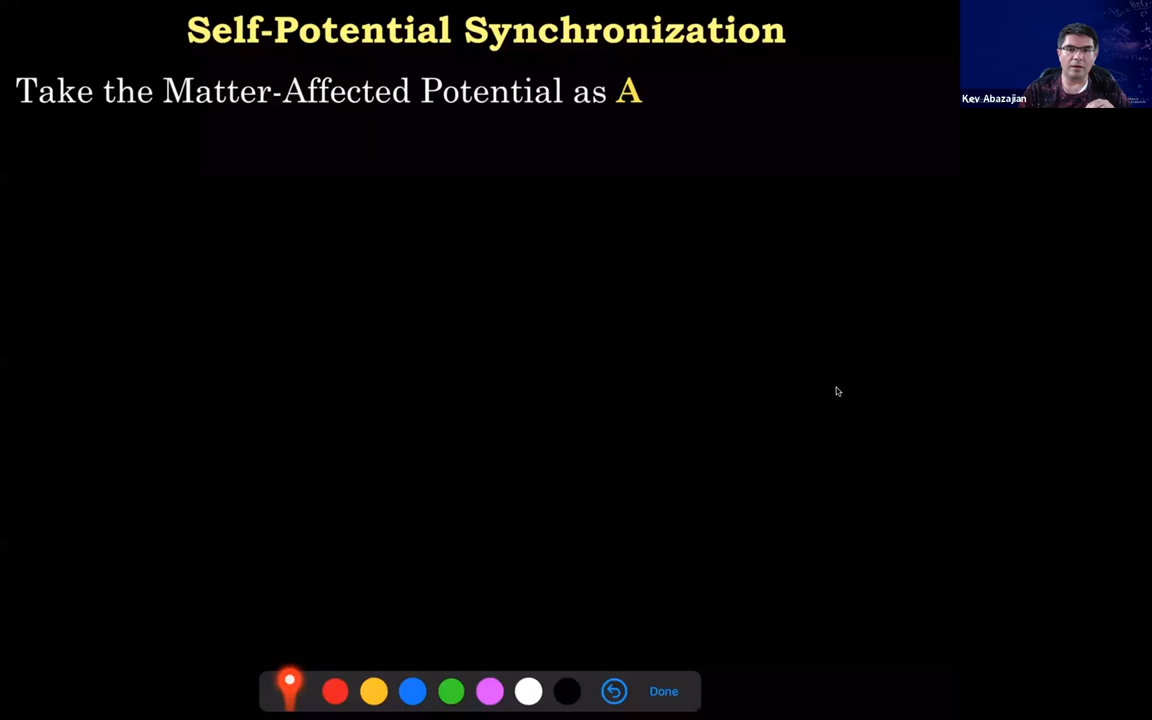 Self-Potential Synchronization
Take the Matter-Affected Potential as A
Kev Abazajian
Done